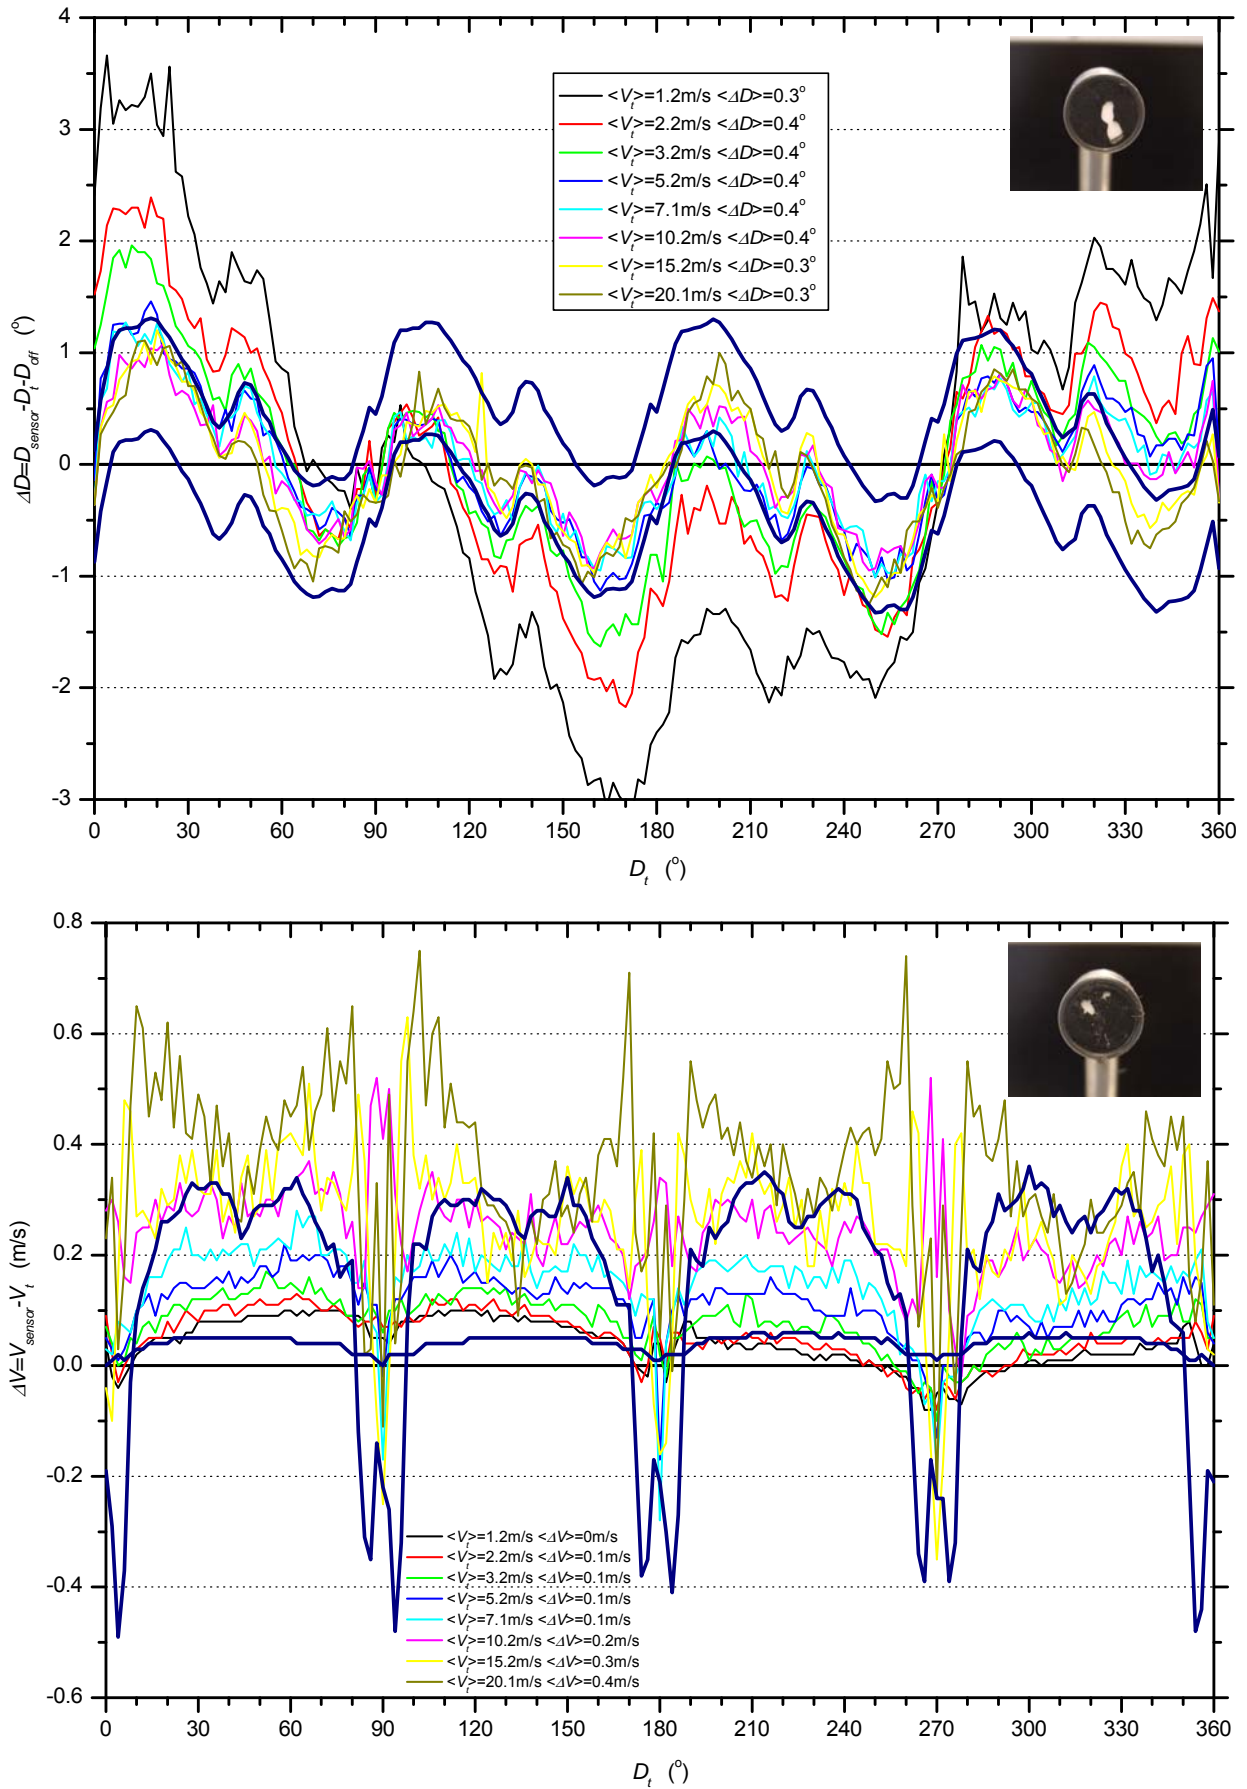 4
3
2
1
0
-1
-2
-3
ΔD=D_sensor-D_t-D_off (°)
<V_t>=1.2m/s <ΔD>=0.3°
<V_t>=2.2m/s <ΔD>=0.4°
<V_t>=3.2m/s <ΔD>=0.4°
<V_t>=5.2m/s <ΔD>=0.4°
<V_t>=7.1m/s <ΔD>=0.4°
<V_t>=10.2m/s <ΔD>=0.4°
<V_t>=15.2m/s <ΔD>=0.3°
<V_t>=20.1m/s <ΔD>=0.3°
0 30 60 90 120 150 180 210 240 270 300 330 360
D_t (°)
0.8
0.6
0.4
0.2
0.0
-0.2
-0.4
-0.6
ΔV=V_sensor-V_t (m/s)
<V_t>=1.2m/s <ΔV>=0m/s
<V_t>=2.2m/s <ΔV>=0.1m/s
<V_t>=3.2m/s <ΔV>=0.1m/s
<V_t>=5.2m/s <ΔV>=0.1m/s
<V_t>=7.1m/s <ΔV>=0.1m/s
<V_t>=10.2m/s <ΔV>=0.2m/s
<V_t>=15.2m/s <ΔV>=0.3m/s
<V_t>=20.1m/s <ΔV>=0.4m/s
0 30 60 90 120 150 180 210 240 270 300 330 360
D_t (°)